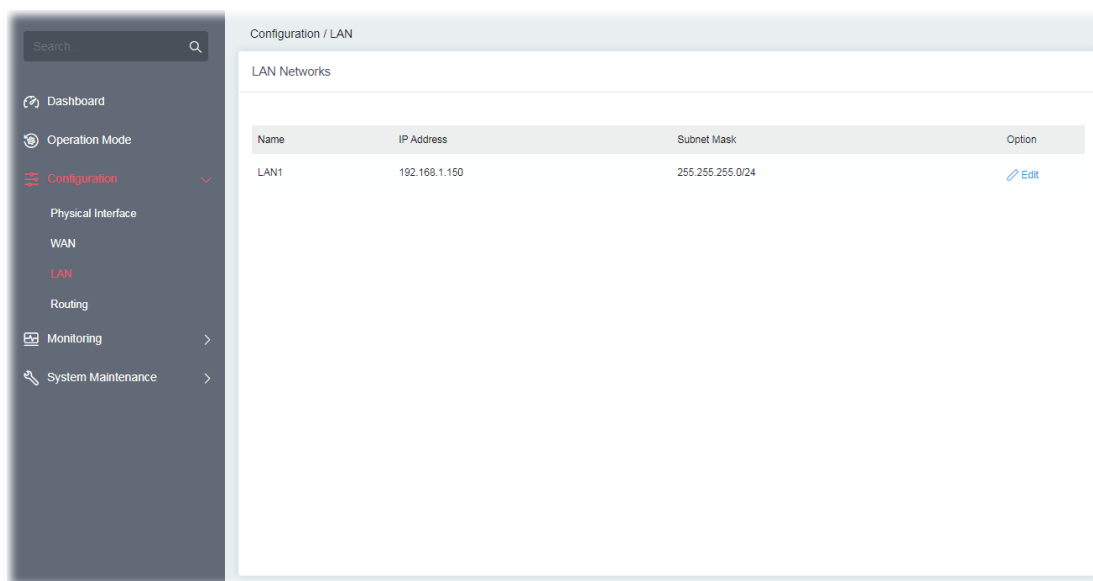 Search...
Configuration / LAN
LAN Networks
Dashboard
Operation Mode
Configuration
Physical Interface
WAN
LAN
Routing
Monitoring
System Maintenance
Name IP Address Subnet Mask Option
LAN1 192.168.1.150 255.255.255.0/24 Edit